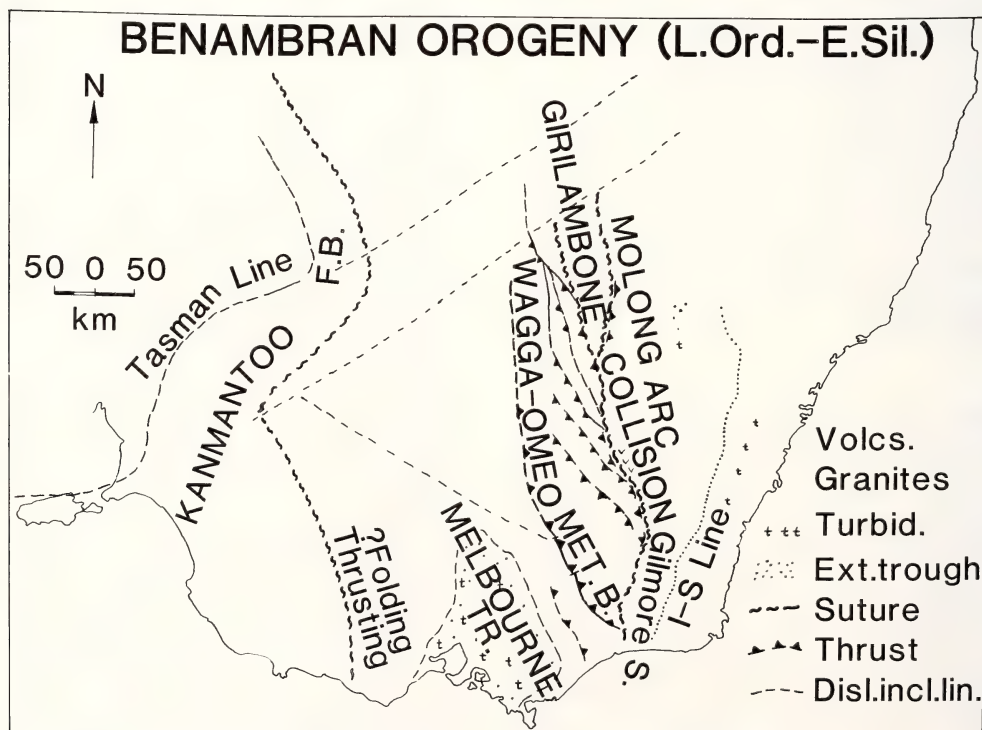 BENAMBRAN OROGENY (L.Ord.-E.Sil.)
N
50 0 50
km
Tasman Line
F.B.
KANMANTOO
?Folding
Thrusting
MELBOURNE
TR.
WAGGA-OMEO MET.B.
GIRILAMBONE
COLLISION
MOLONG ARC
Gilmore S.
S-I Line
Volcs.
Granites
ttt Turbid.
Ext.trough
Suture
Thrust
Disl.incl.lin.